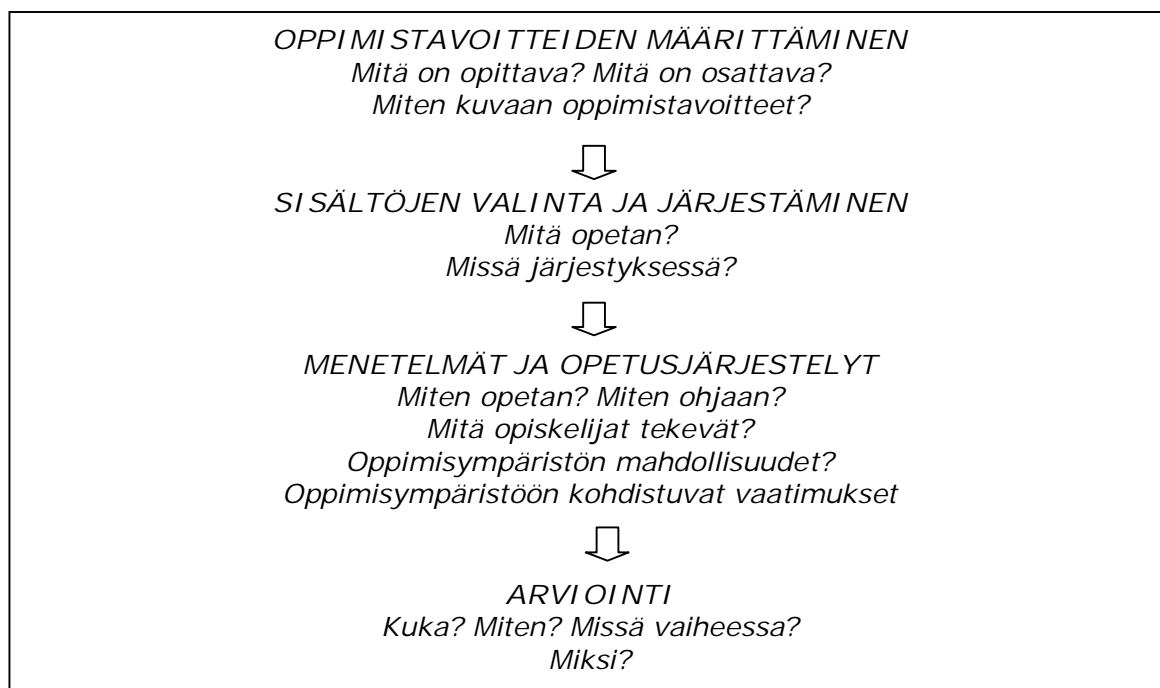 OPPIMISTAVOITTEIDEN MÄÄRITTÄMINEN
Mitä on opittava? Mitä on osattava?
Miten kuvaan oppimistavoitteet?
SISÄLTÖJEN VALINTA JA JÄRJESTÄMINEN
Mitä opetan?
Missä järjestyksessä?
MENETELMÄT JA OPETUSJÄRJESTELYT
Miten opetan? Miten ohjaan?
Mitä opiskelijat tekevät?
Oppimisympäristön mahdollisuudet?
Oppimisympäristöön kohdistuvat vaatimukset
ARVIOINTI
Kuka? Miten? Missä vaiheessa?
Miksi?